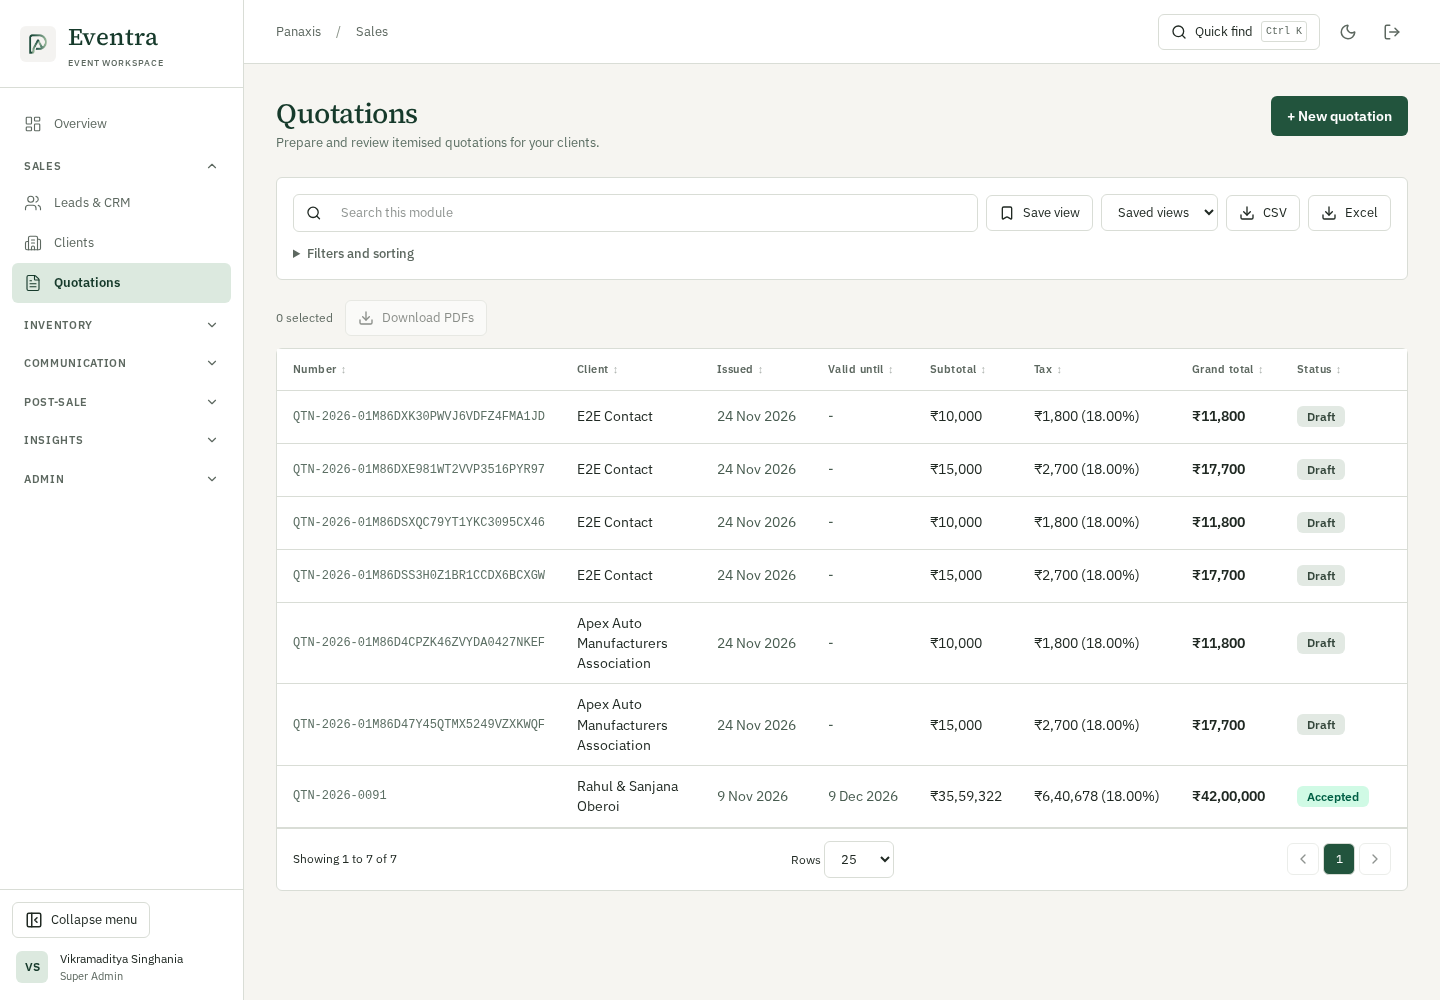 Eventra
EVENT WORKSPACE
Panaxis / Sales
Quick find Ctrl K
Overview
SALES
Leads & CRM
Clients
Quotations
INVENTORY
COMMUNICATION
POST-SALE
INSIGHTS
ADMIN
Collapse menu
VS
Vikramaditya Singhania
Super Admin
Quotations
Prepare and review itemised quotations for your clients.
+ New quotation
Search this module
Save view
Saved views
CSV
Excel
Filters and sorting
0 selected
Download PDFs
Number ↕ Client ↕ Issued ↕ Valid until ↕ Subtotal ↕ Tax ↕ Grand total ↕ Status ↕
QTN-2026-01M86DXK30PWVJ6VDFZ4FMA1JD E2E Contact 24 Nov 2026 - ₹10,000 ₹1,800 (18.00%) ₹11,800 Draft
QTN-2026-01M86DXE981WT2VVP3516PYR97 E2E Contact 24 Nov 2026 - ₹15,000 ₹2,700 (18.00%) ₹17,700 Draft
QTN-2026-01M86DSXQC79YT1YKC3095CX46 E2E Contact 24 Nov 2026 - ₹10,000 ₹1,800 (18.00%) ₹11,800 Draft
QTN-2026-01M86DSS3H0Z1BR1CCDX6BCXGW E2E Contact 24 Nov 2026 - ₹15,000 ₹2,700 (18.00%) ₹17,700 Draft
QTN-2026-01M86D4CPZK46ZVYDA0427NKEF Apex Auto Manufacturers Association 24 Nov 2026 - ₹10,000 ₹1,800 (18.00%) ₹11,800 Draft
QTN-2026-01M86D47Y45QTMX5249VZXKWQF Apex Auto Manufacturers Association 24 Nov 2026 - ₹15,000 ₹2,700 (18.00%) ₹17,700 Draft
QTN-2026-0091 Rahul & Sanjana Oberoi 9 Nov 2026 9 Dec 2026 ₹35,59,322 ₹6,40,678 (18.00%) ₹42,00,000 Accepted
Showing 1 to 7 of 7
Rows 25
1